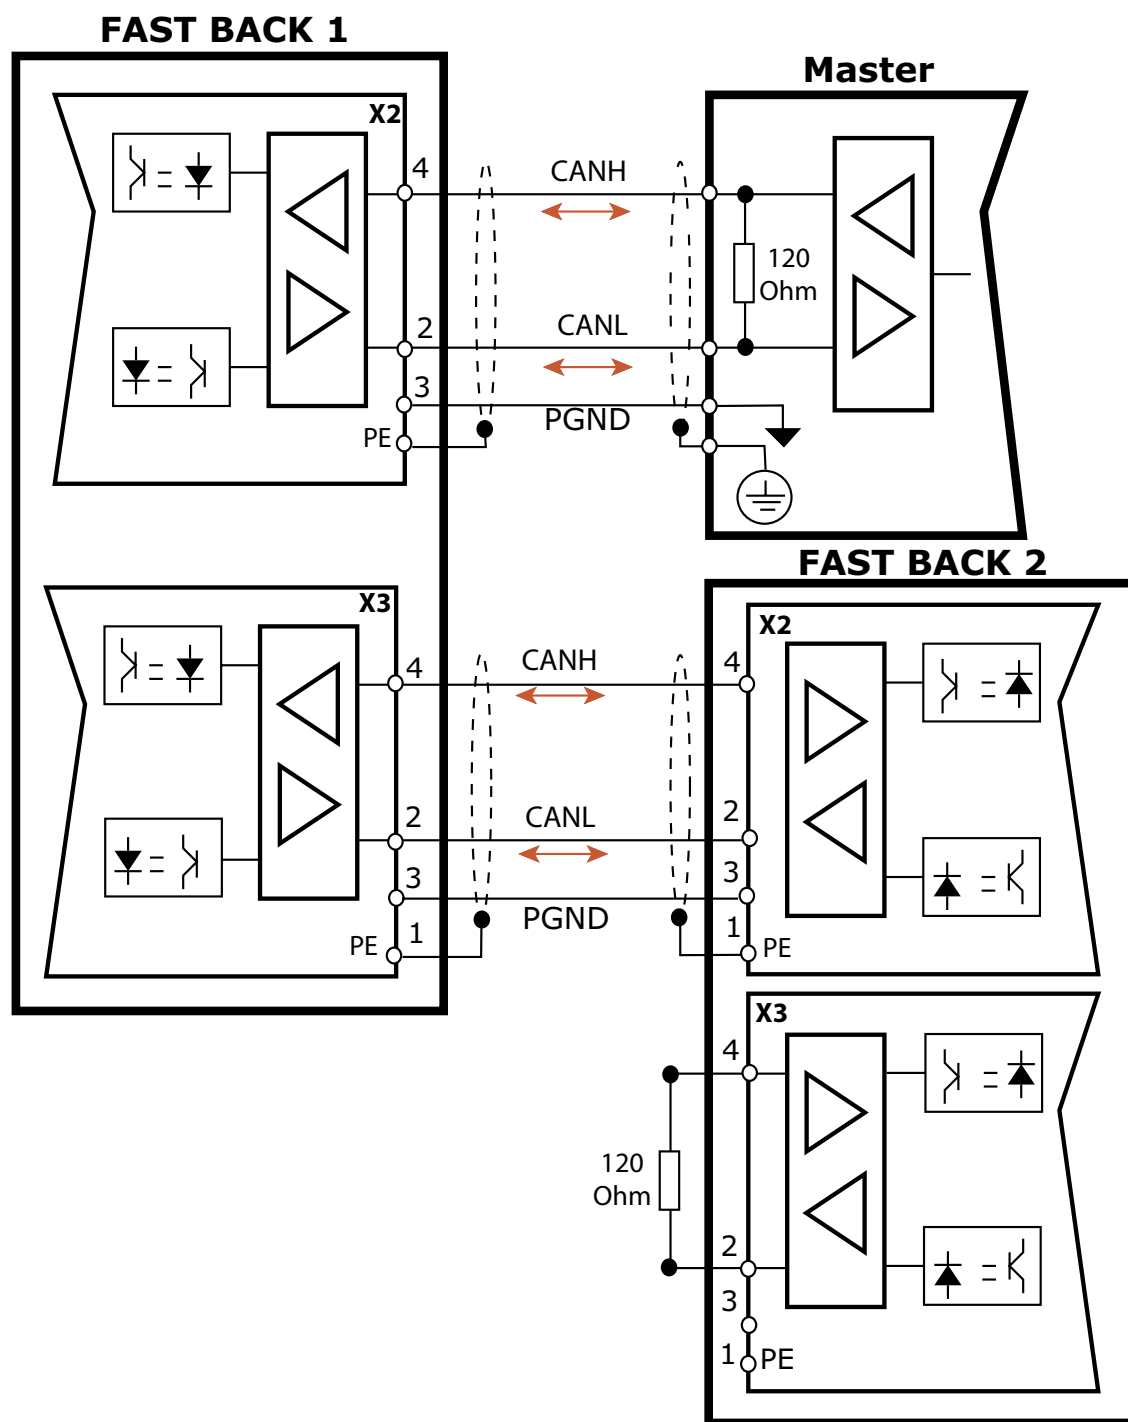 FAST BACK 1
X2
4
CANH
2
CANL
3
PGND
PE
Master
120
Ohm
X3
4
CANH
2
CANL
3
PGND
1
PE
FAST BACK 2
X2
4
2
3
1
PE
X3
4
120
Ohm
2
3
1
PE